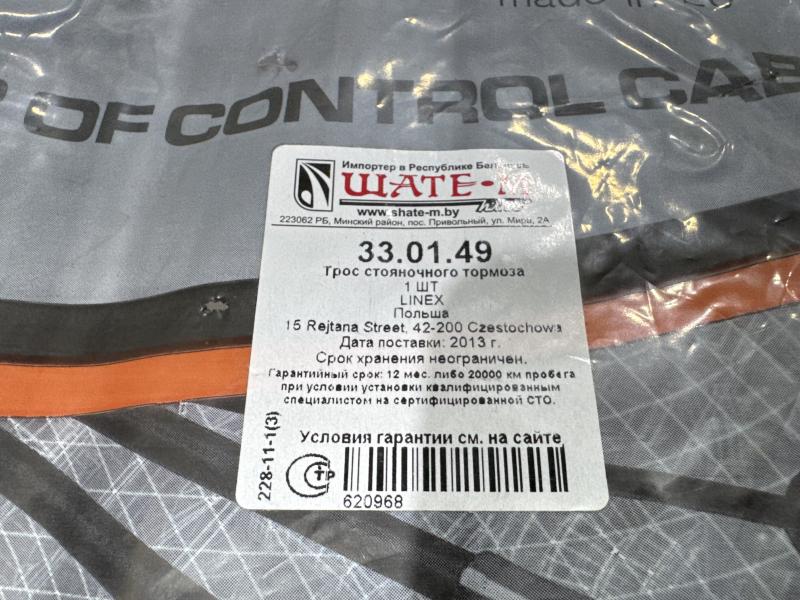 made in EU
OF CONTROL CAB
Импортер в Республике Беларусь
ШАТЕ-М
www.shate-m.by
223062 РБ, Минский район, пос. Привольный, ул. Мира, 2А
33.01.49
Трос стояночного тормоза
1 ШТ
LINEX
Польша
15 Rejtana Street, 42-200 Czestochowa
Дата поставки: 2013 г.
Срок хранения неограничен.
Гарантийный срок: 12 мес. либо 20000 км пробега
при условии установки квалифицированным
специалистом на сертифицированной СТО.
Условия гарантии см. на сайте
228-11-1(3)
СТР
620968